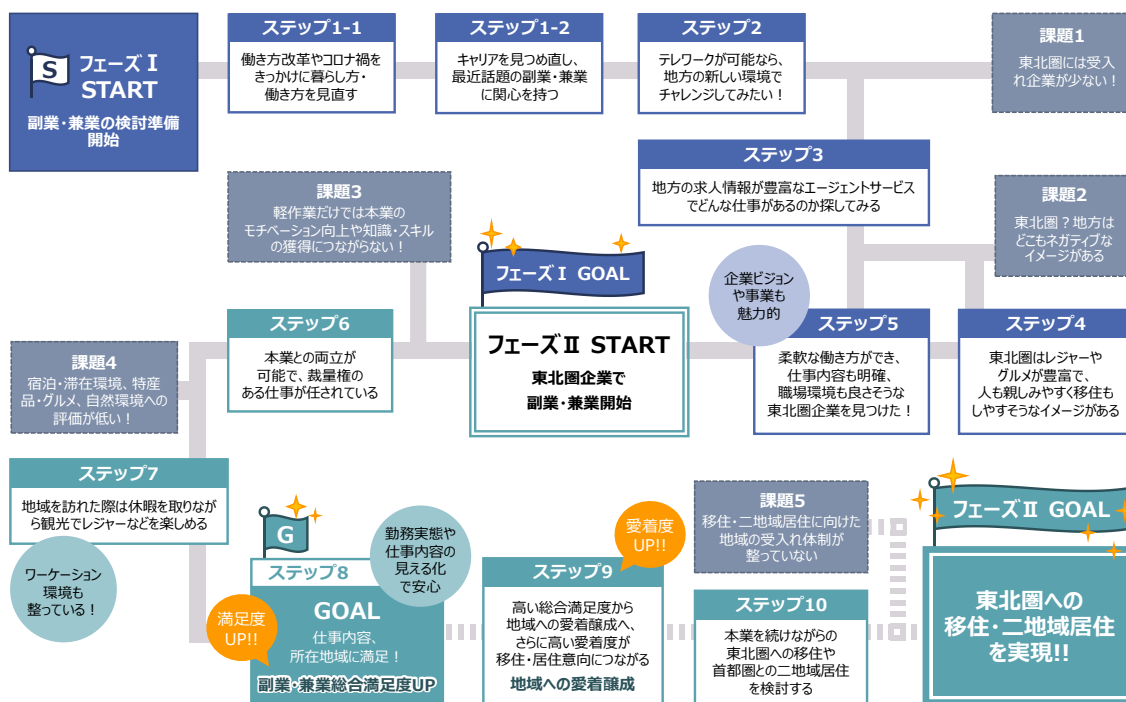 S
フェーズⅠ
START
副業・兼業の検討準備
開始
ステップ1-1
働き方改革やコロナ禍を
きっかけに暮らし方・
働き方を見直す
ステップ1-2
キャリアを見つめ直し、
最近話題の副業・兼業
に関心を持つ
ステップ2
テレワークが可能なら、
地方の新しい環境で
チャレンジしてみたい！
課題1
東北圏には受入
れ企業が少ない！
ステップ3
地方の求人情報が豊富なエージェントサービス
でどんな仕事があるのか探してみる
課題2
東北圏？地方は
どこもネガティブな
イメージがある
ステップ4
東北圏はレジャーや
グルメが豊富で、
人も親しみやすく移住も
しやすそうなイメージがある
企業ビジョン
や事業も
魅力的
ステップ5
柔軟な働き方ができ、
仕事内容も明確、
職場環境も良さそうな
東北圏企業を見つけた！
フェーズⅠ GOAL
フェーズⅡ START
東北圏企業で
副業・兼業開始
課題3
軽作業だけでは本業の
モチベーション向上や知識・スキル
の獲得につながらない！
ステップ6
本業との両立が
可能で、裁量権の
ある仕事が任されている
課題4
宿泊・滞在環境、特産
品・グルメ、自然環境への
評価が低い！
ステップ7
地域を訪れた際は休暇を取りなが
ら観光でレジャーなどを楽しめる
ワーケーション
環境も
整っている！
G
ステップ8
GOAL
仕事内容、
所在地域に満足！
副業・兼業総合満足度UP
満足度
UP!!
勤務実態や
仕事内容の
見える化
で安心
ステップ9
高い総合満足度から
地域への愛着醸成へ、
さらに高い愛着度が
移住・居住意向につながる
地域への愛着醸成
愛着度
UP!!
課題5
移住・二地域居住に向けた
地域の受入れ体制が
整っていない
ステップ10
本業を続けながらの
東北圏への移住や
首都圏との二地域居住
を検討する
フェーズⅡ GOAL
東北圏への
移住・二地域居住
を実現!!